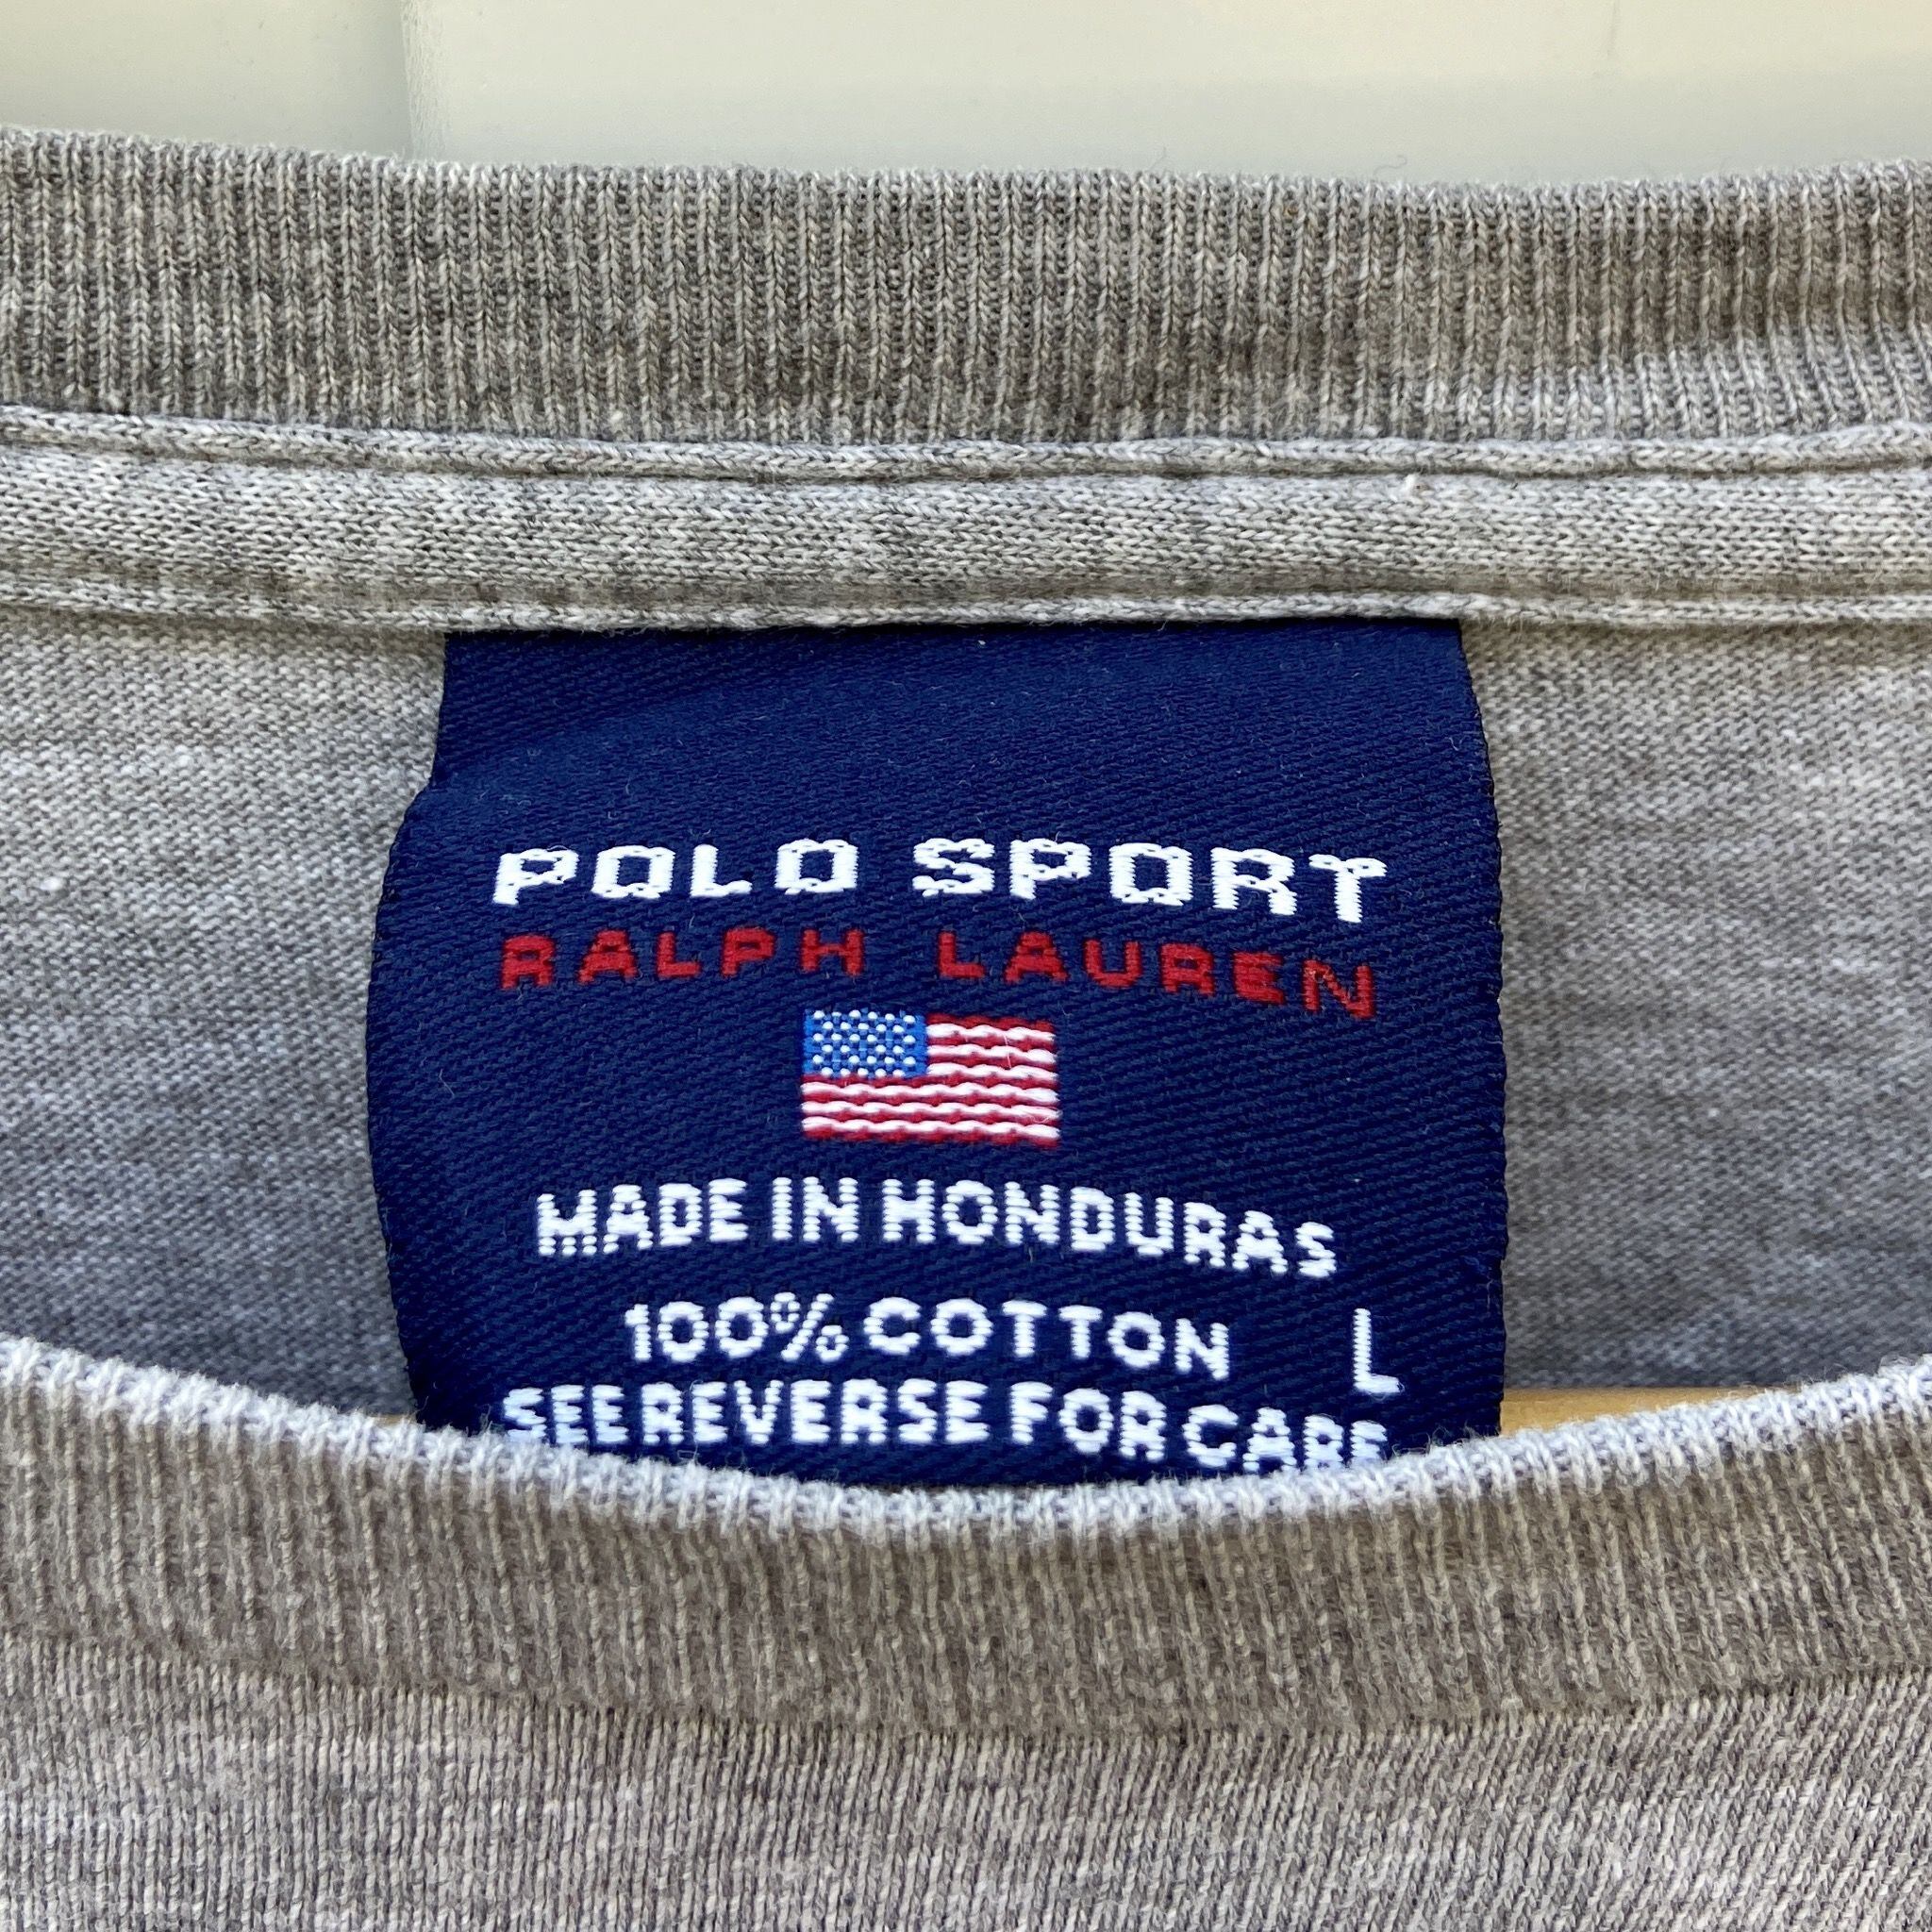 POLO SPORT
RALPH LAUREN
MADE IN HONDURAS
100% COTTON L
SEE REVERSE FOR CARE